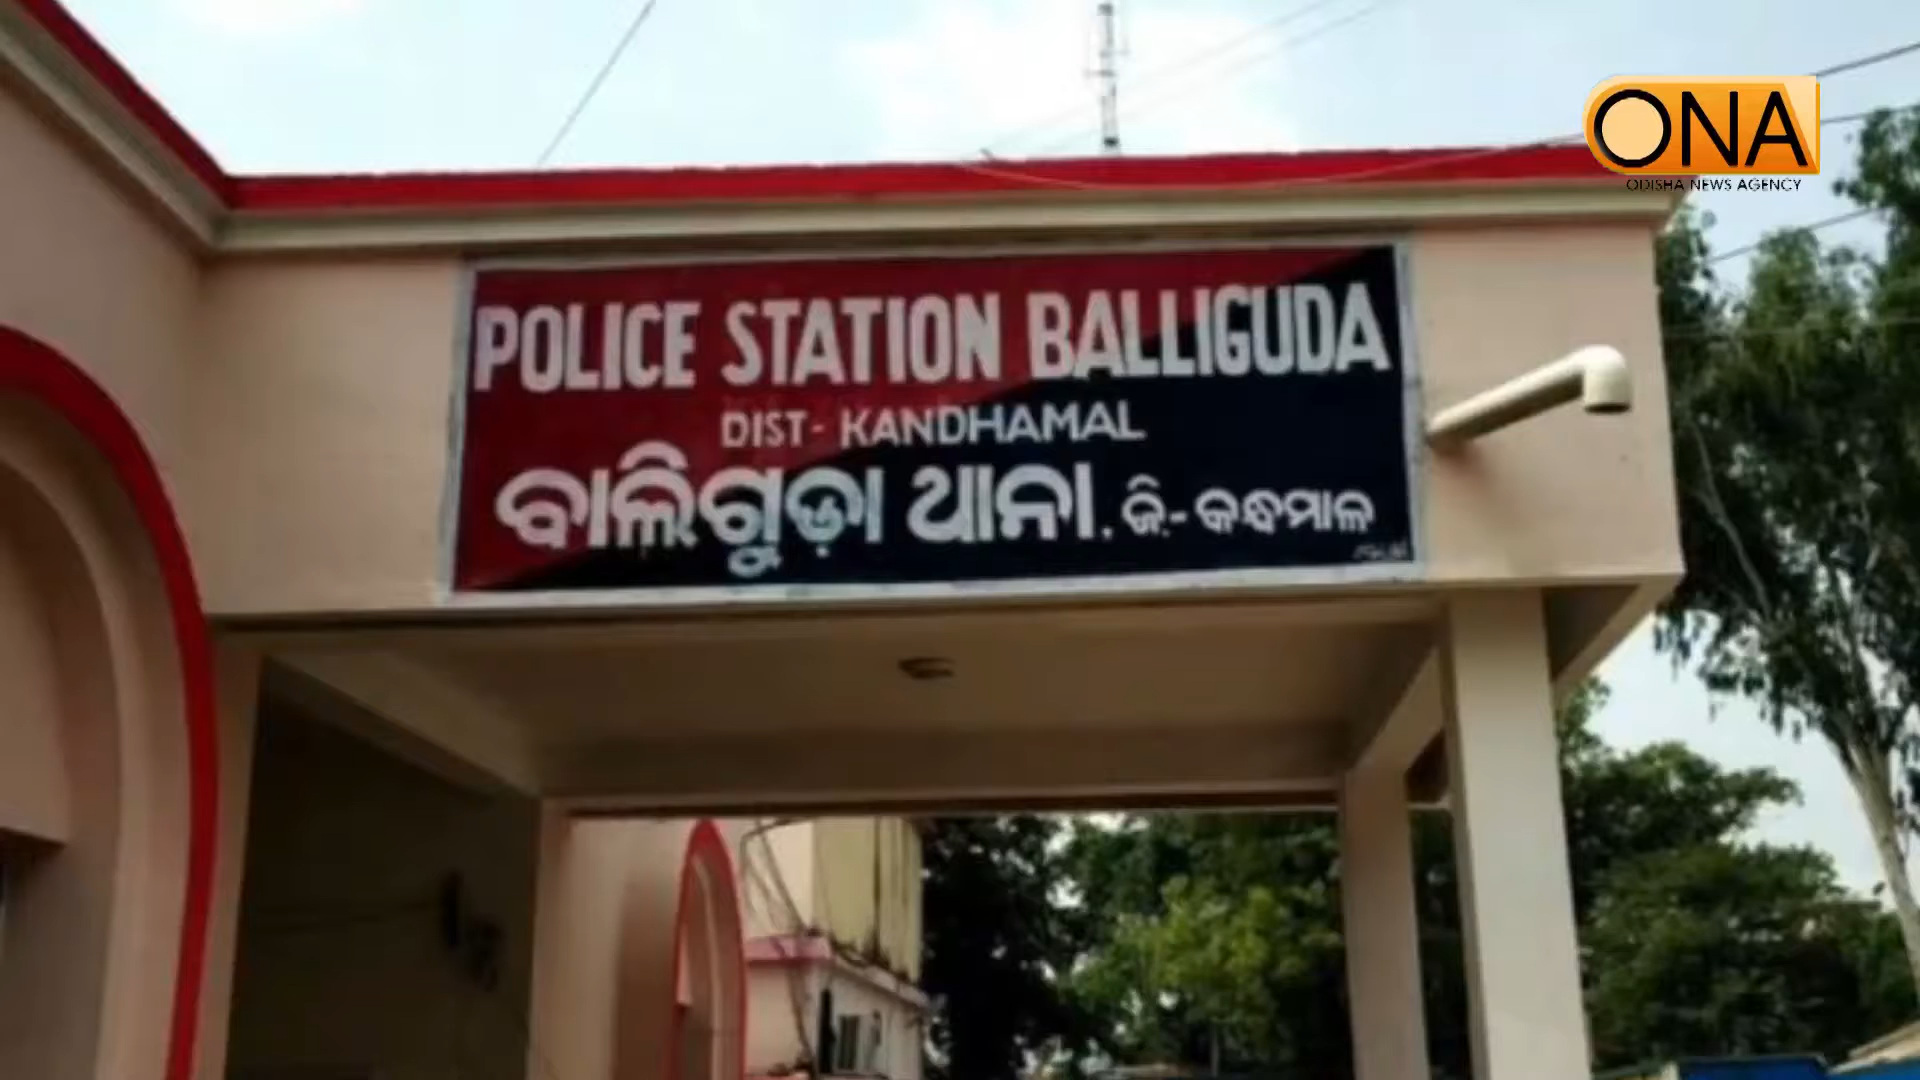 ONA
ODISHA NEWS AGENCY
POLICE STATION BALLIGUDA
DIST- KANDHAMAL
ବାଲିଗୁଡ଼ା ଥାନା. ଜି.- କନ୍ଧମାଳ